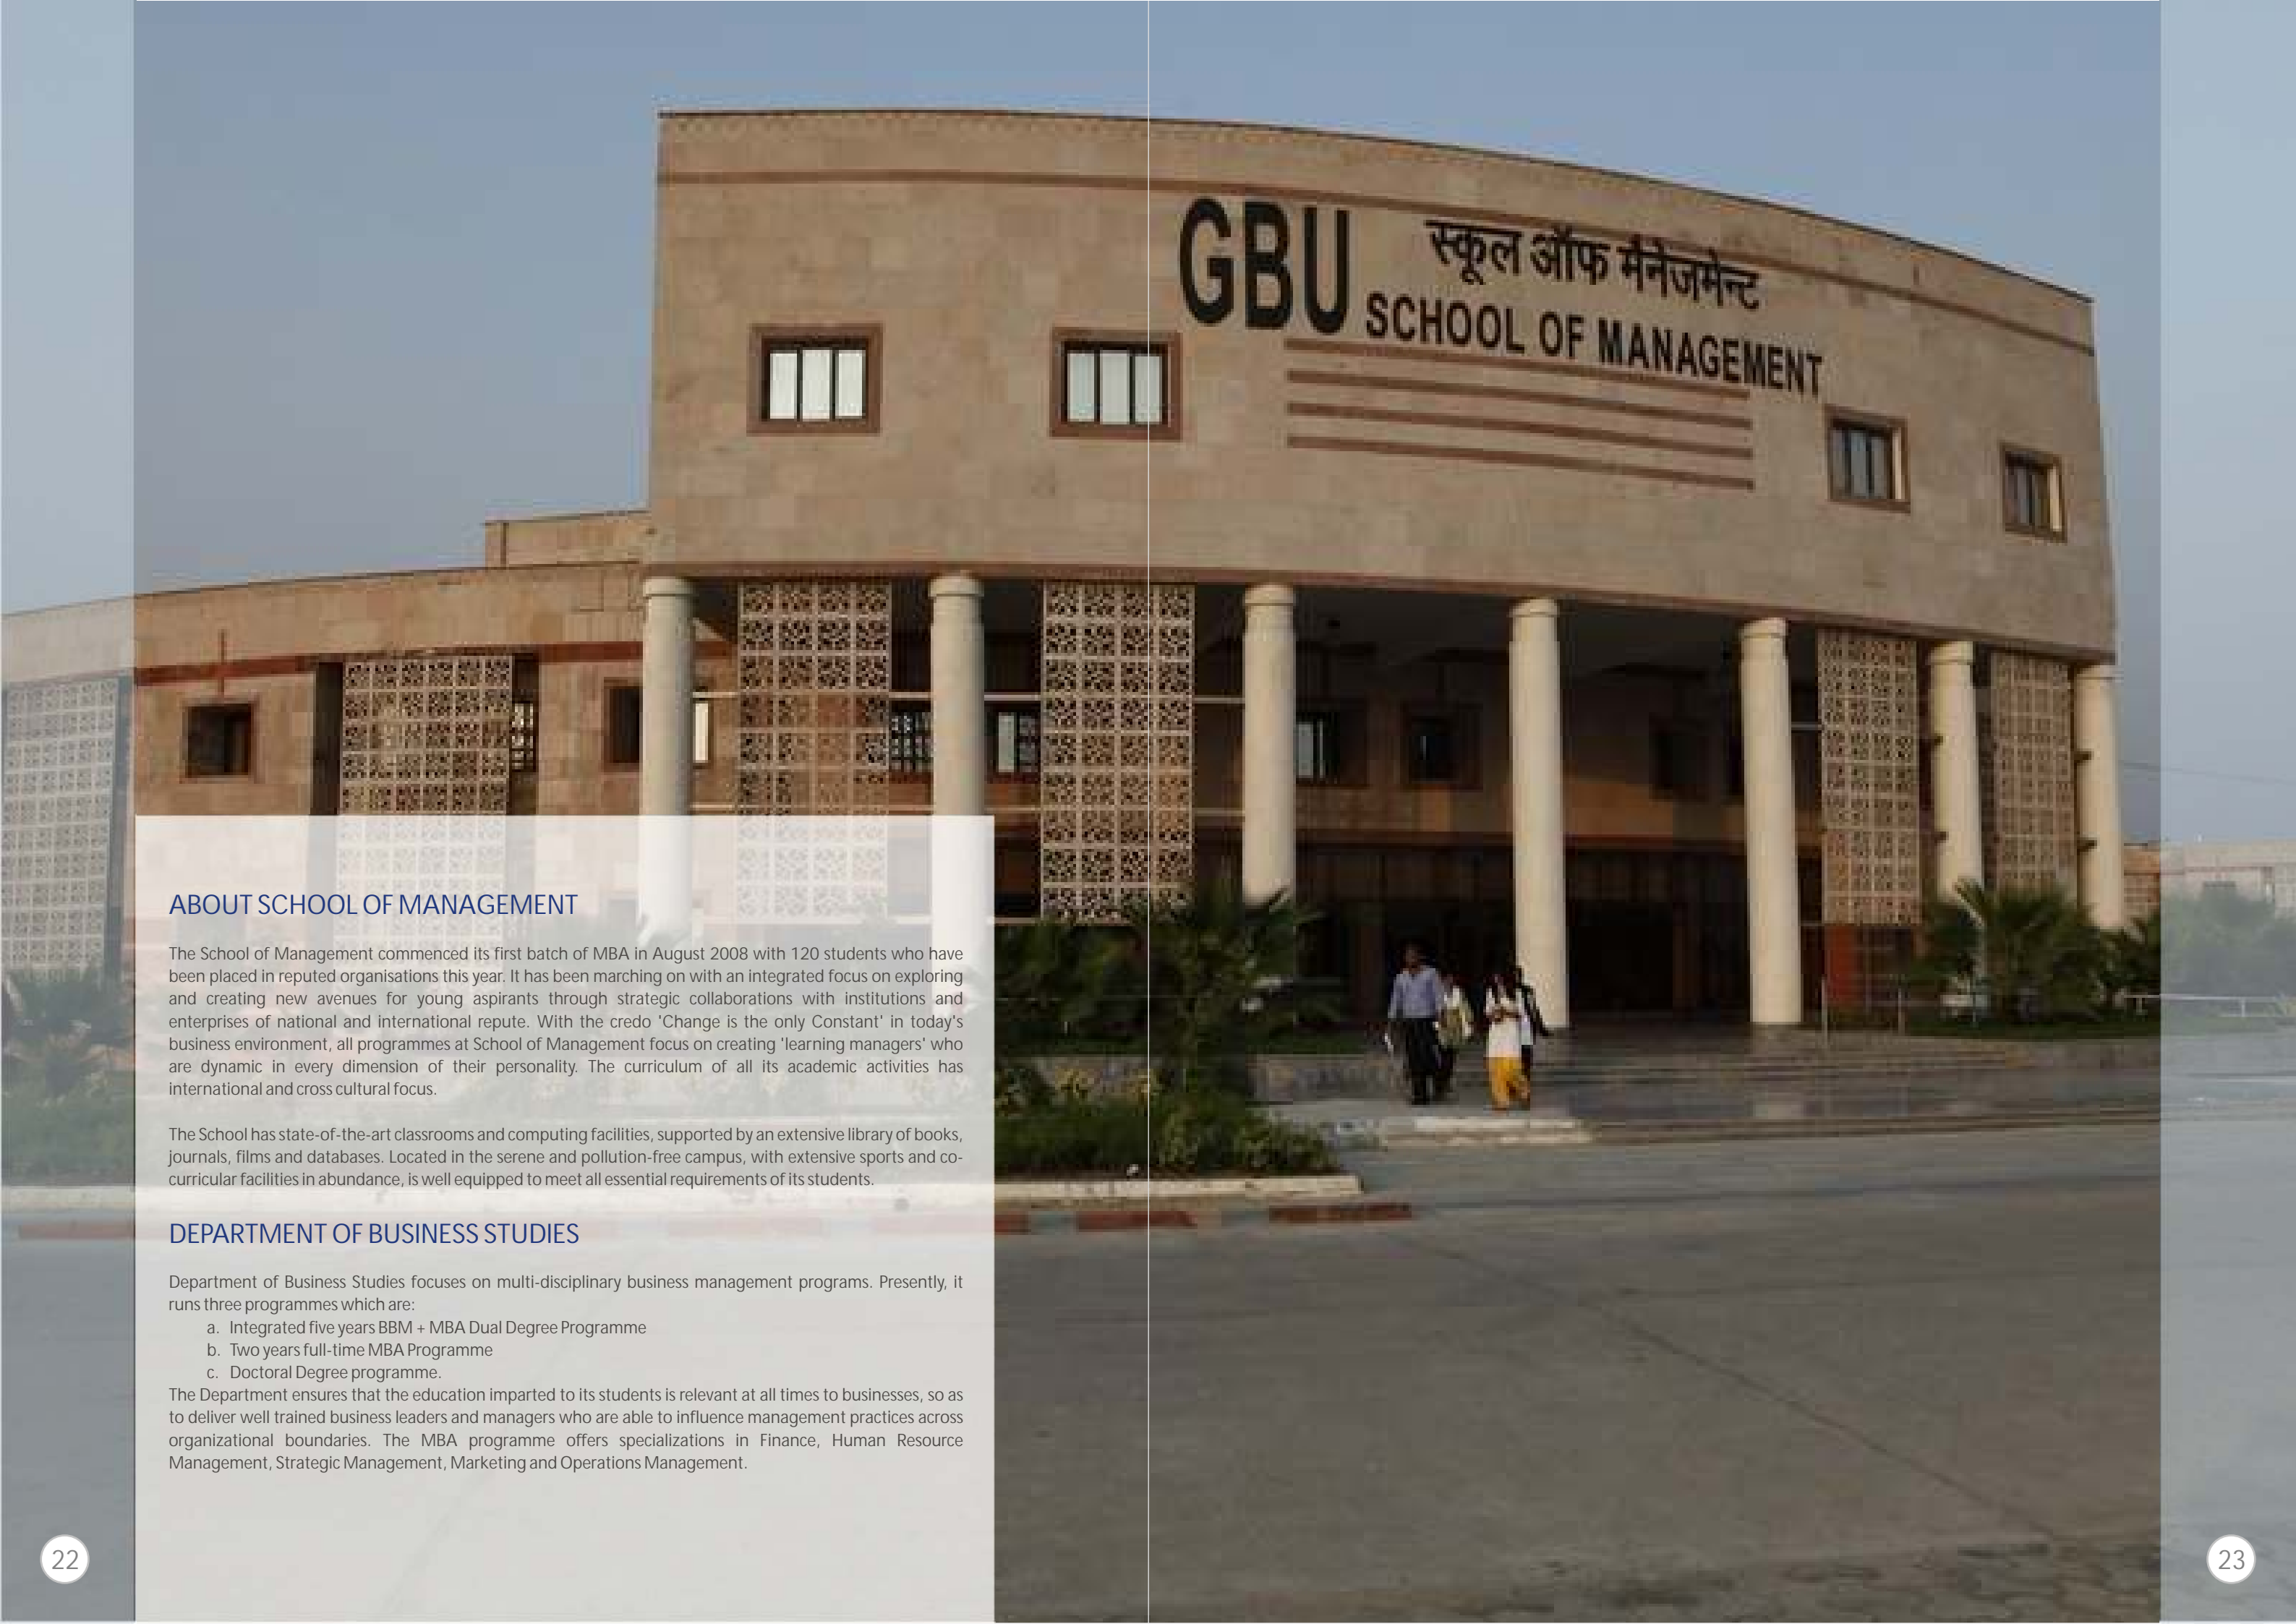 GBU
स्कूल ऑफ मैनेजमेन्ट
SCHOOL OF MANAGEMENT
ABOUT SCHOOL OF MANAGEMENT
The School of Management commenced its first batch of MBA in August 2008 with 120 students who have
been placed in reputed organisations this year. It has been marching on with an integrated focus on exploring
and creating new avenues for young aspirants through strategic collaborations with institutions and
enterprises of national and international repute. With the credo 'Change is the only Constant' in today's
business environment, all programmes at School of Management focus on creating 'learning managers' who
are dynamic in every dimension of their personality. The curriculum of all its academic activities has
international and cross cultural focus.
The School has state-of-the-art classrooms and computing facilities, supported by an extensive library of books,
journals, films and databases. Located in the serene and pollution-free campus, with extensive sports and co-
curricular facilities in abundance, is well equipped to meet all essential requirements of its students.
DEPARTMENT OF BUSINESS STUDIES
Department of Business Studies focuses on multi-disciplinary business management programs. Presently, it
runs three programmes which are:
a. Integrated five years BBM + MBA Dual Degree Programme
b. Two years full-time MBA Programme
c. Doctoral Degree programme.
The Department ensures that the education imparted to its students is relevant at all times to businesses, so as
to deliver well trained business leaders and managers who are able to influence management practices across
organizational boundaries. The MBA programme offers specializations in Finance, Human Resource
Management, Strategic Management, Marketing and Operations Management.
22
23